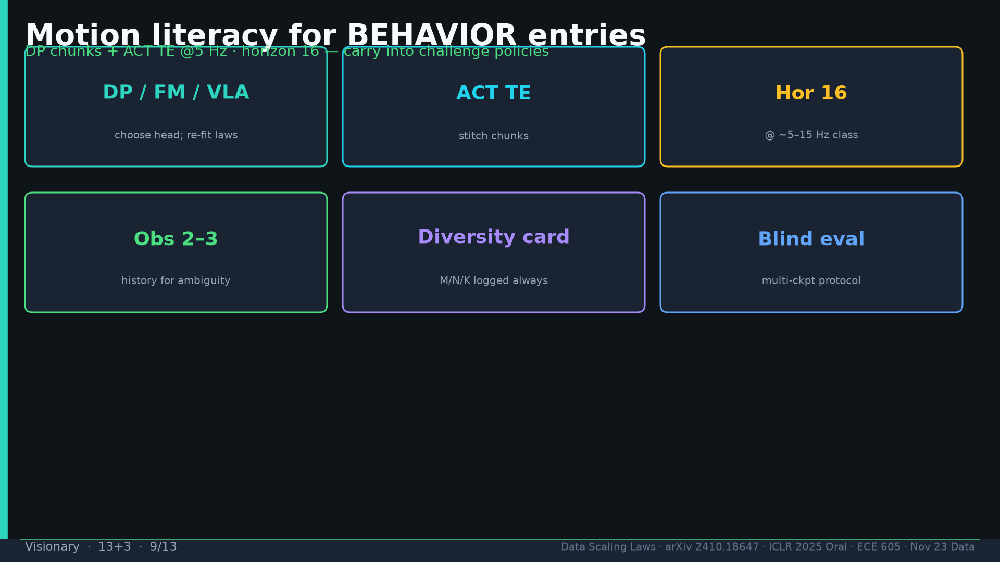 Motion literacy for BEHAVIOR entries
DP chunks + ACT TE @5 Hz · horizon 16 — carry into challenge policies
DP / FM / VLA
choose head; re-fit laws
ACT TE
stitch chunks
Hor 16
@ ~5–15 Hz class
Obs 2–3
history for ambiguity
Diversity card
M/N/K logged always
Blind eval
multi-ckpt protocol
Visionary · 13+3 · 9/13
Data Scaling Laws · arXiv 2410.18647 · ICLR 2025 Oral · ECE 605 · Nov 23 Data